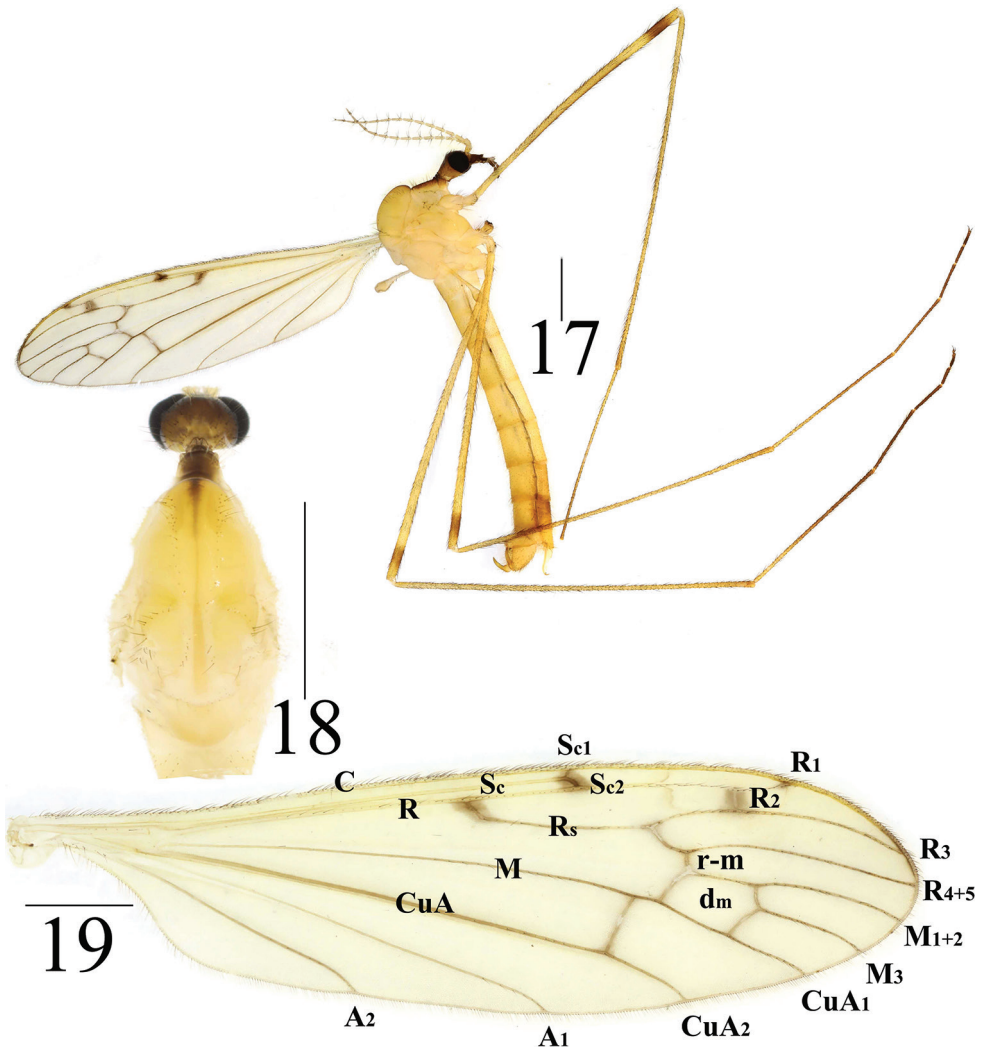 17
18
Sc1
C
Sc
Sc2
R1
R
Rs
R2
R3
r-m
M
R4+5
dm
CuA
M1+2
19
M3
CuA1
A2
A1
CuA2